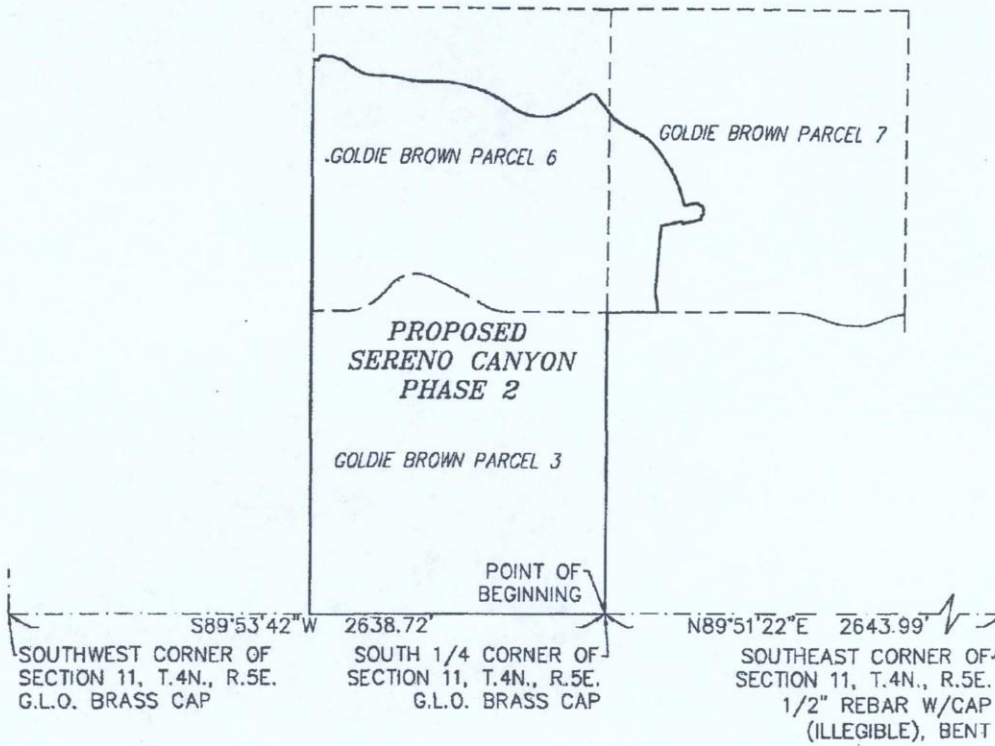 .GOLDIE BROWN PARCEL 6
GOLDIE BROWN PARCEL 7
PROPOSED
SERENO CANYON
PHASE 2
GOLDIE BROWN PARCEL 3
POINT OF
BEGINNING
S89°53'42"W 2638.72'
N89°51'22"E 2643.99'
SOUTHWEST CORNER OF
SECTION 11, T.4N., R.5E.
G.L.O. BRASS CAP
SOUTH 1/4 CORNER OF
SECTION 11, T.4N., R.5E.
G.L.O. BRASS CAP
SOUTHEAST CORNER OF
SECTION 11, T.4N., R.5E.
1/2" REBAR W/CAP
(ILLEGIBLE), BENT